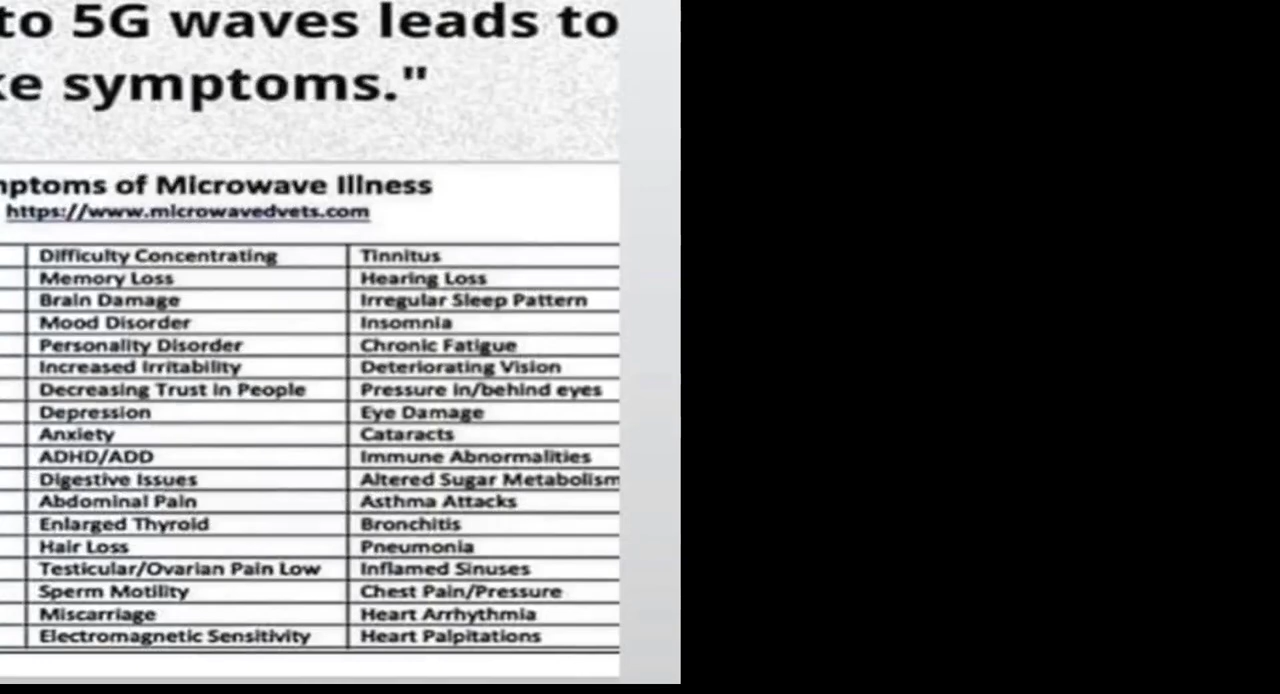 to 5G waves leads to
ke symptoms."
mptoms of Microwave Illness
https://www.microwavedvets.com
Difficulty Concentrating Tinnitus
Memory Loss Hearing Loss
Brain Damage Irregular Sleep Pattern
Mood Disorder Insomnia
Personality Disorder Chronic Fatigue
Increased Irritability Deteriorating Vision
Decreasing Trust in People Pressure in/behind eyes
Depression Eye Damage
Anxiety Cataracts
ADHD/ADD Immune Abnormalities
Digestive Issues Altered Sugar Metabolism
Abdominal Pain Asthma Attacks
Enlarged Thyroid Bronchitis
Hair Loss Pneumonia
Testicular/Ovarian Pain Low Inflamed Sinuses
Sperm Motility Chest Pain/Pressure
Miscarriage Heart Arrhythmia
Electromagnetic Sensitivity Heart Palpitations